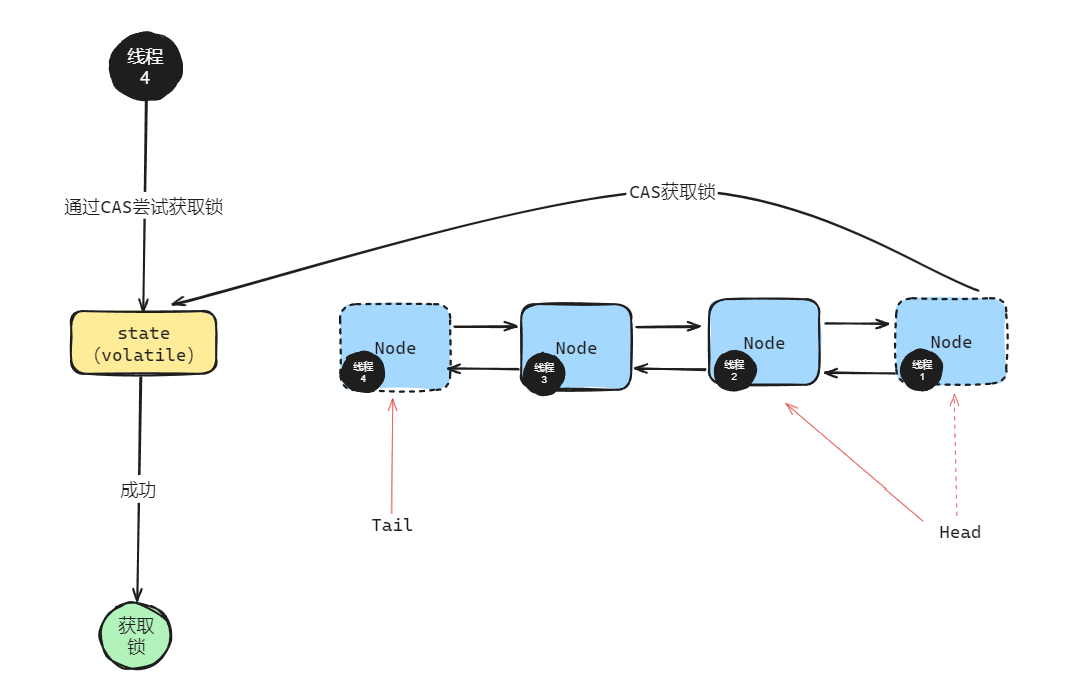 线程
4
通过CAS尝试获取锁
CAS获取锁
state
（volatile）
Node
线程
4
Node
线程
3
Node
线程
2
Node
线程
1
成功
Tail
Head
获取
锁